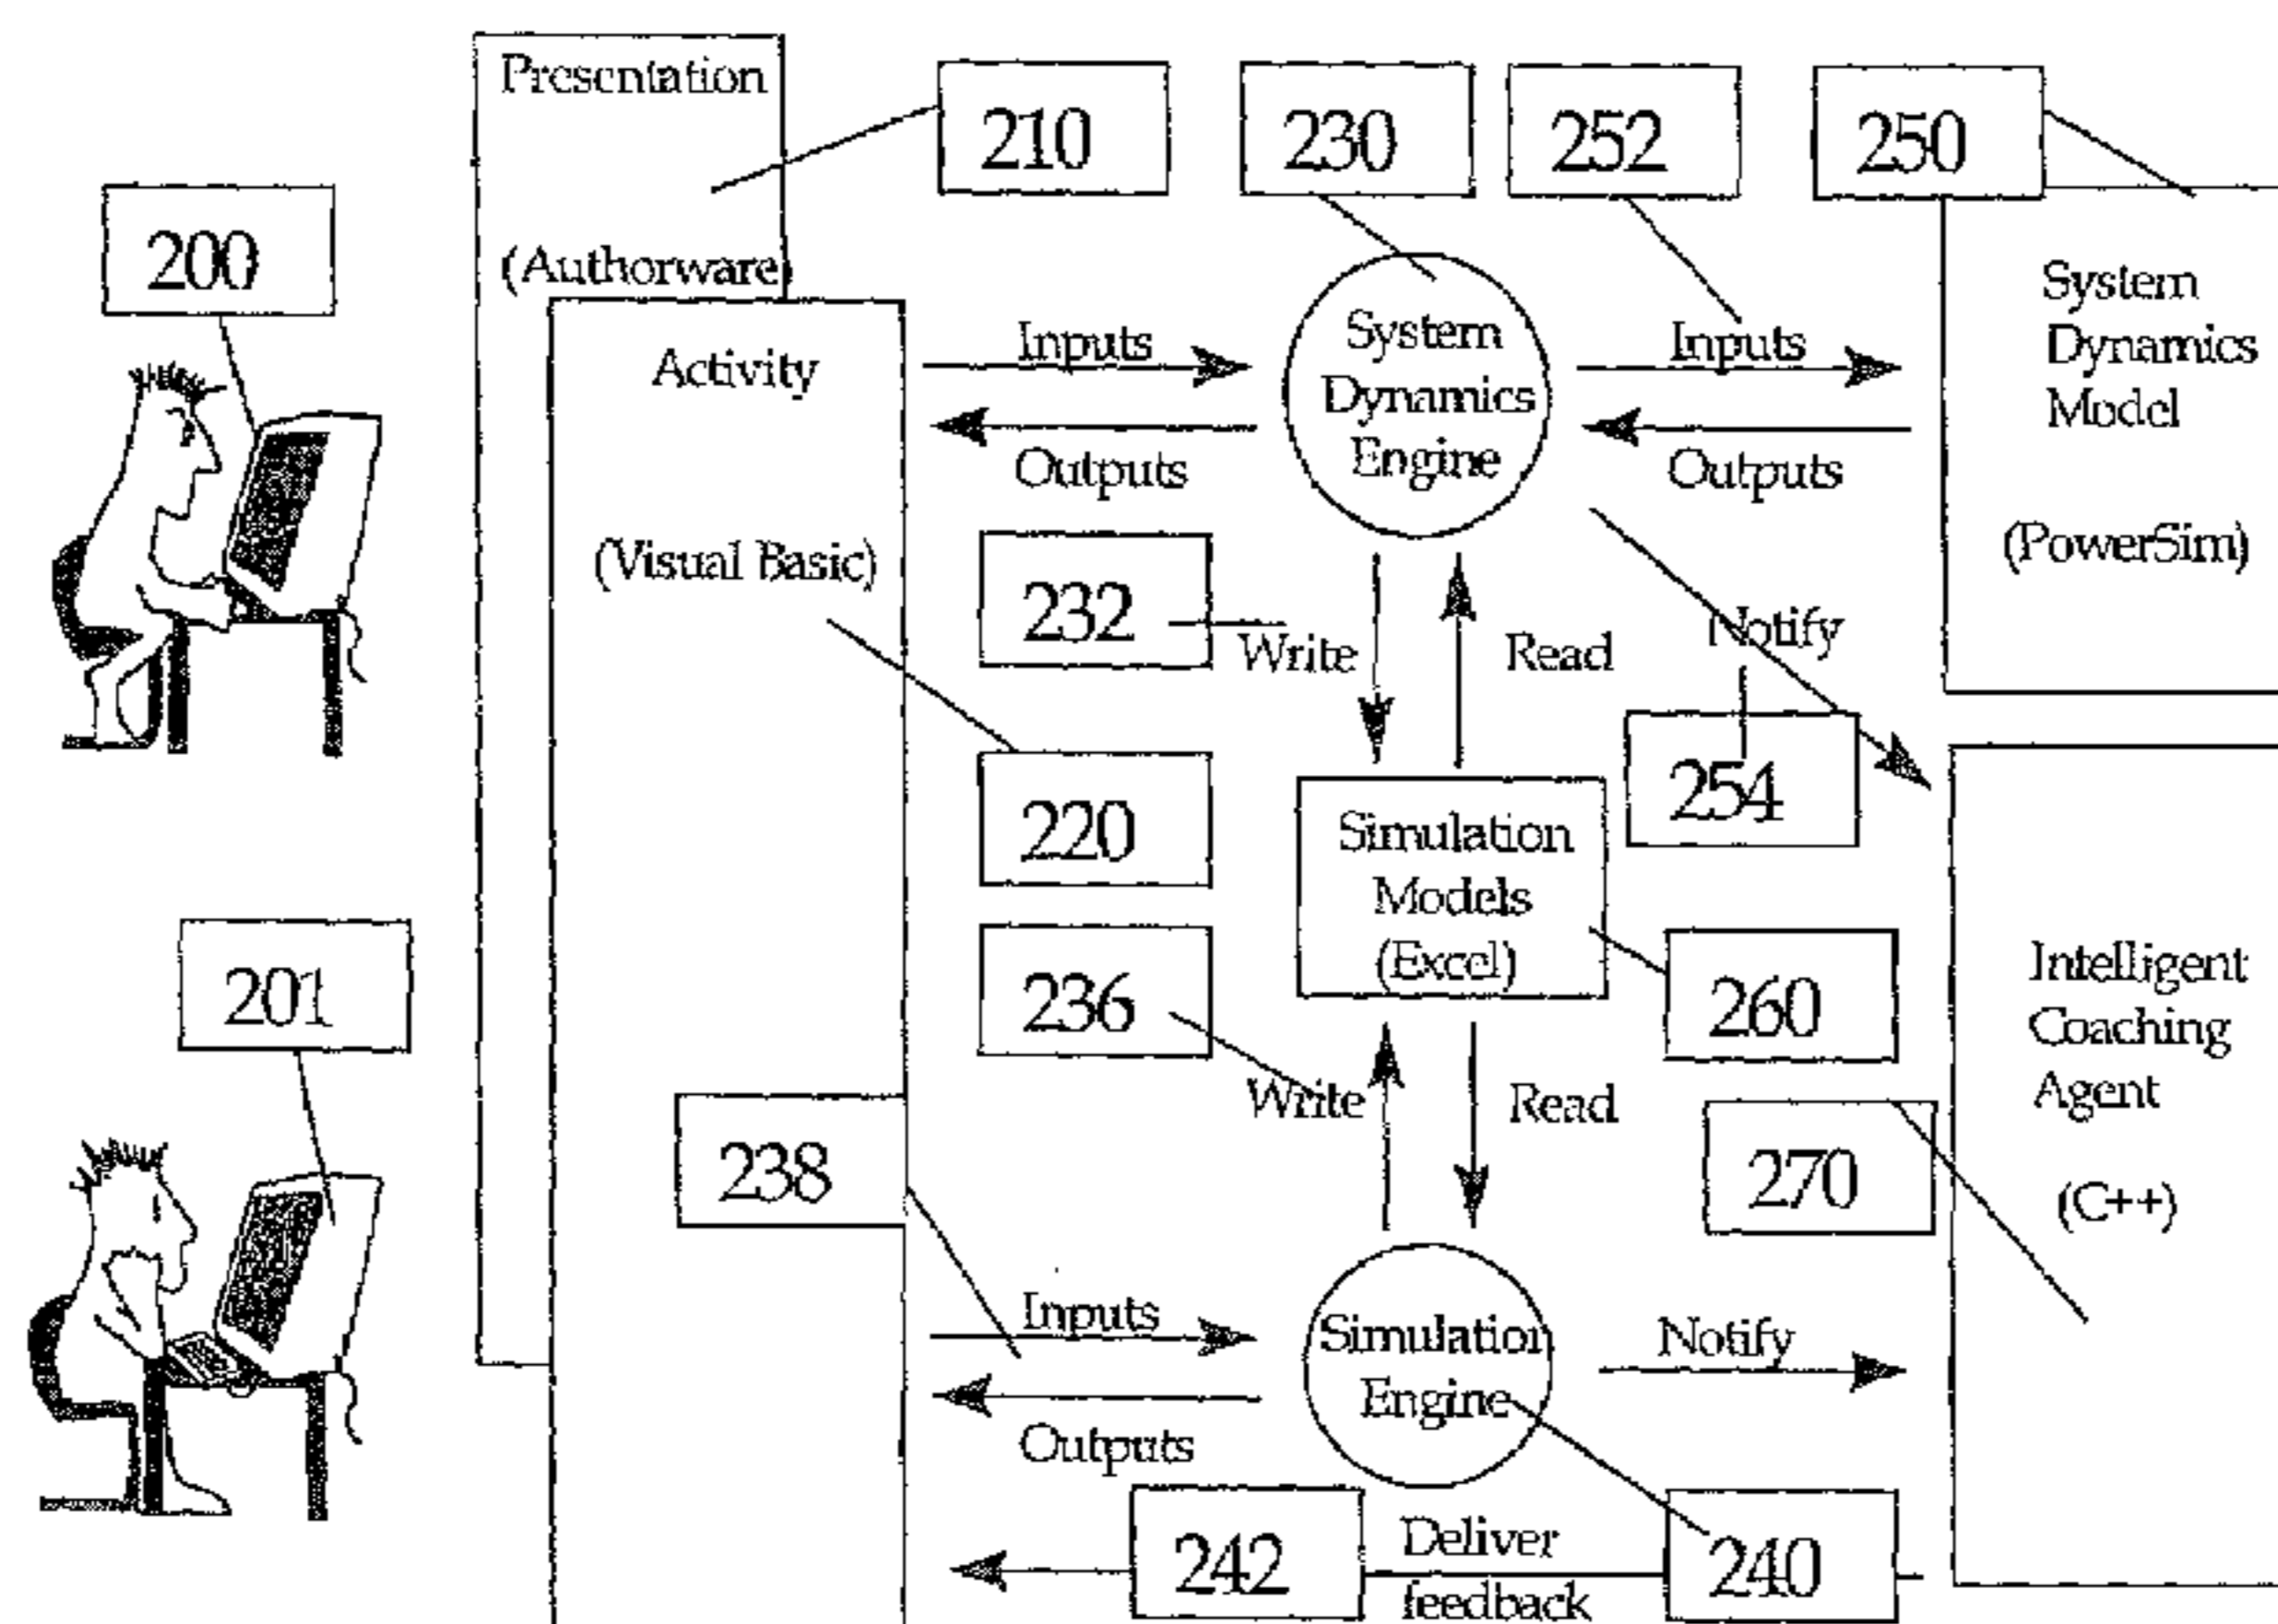 Presentation
(Authorware)
210
230
252
250
200
Activity
(Visual Basic)
Inputs
Outputs
System
Dynamics
Engine
Inputs
Outputs
System
Dynamics
Model
(PowerSim)
232
Write
Read
Notify
220
254
Simulation
Models
(Excel)
201
236
260
Intelligent
Coaching
Agent
(C++)
Write
Read
238
270
Inputs
Outputs
Simulation
Engine
Notify
242
Deliver
feedback
240